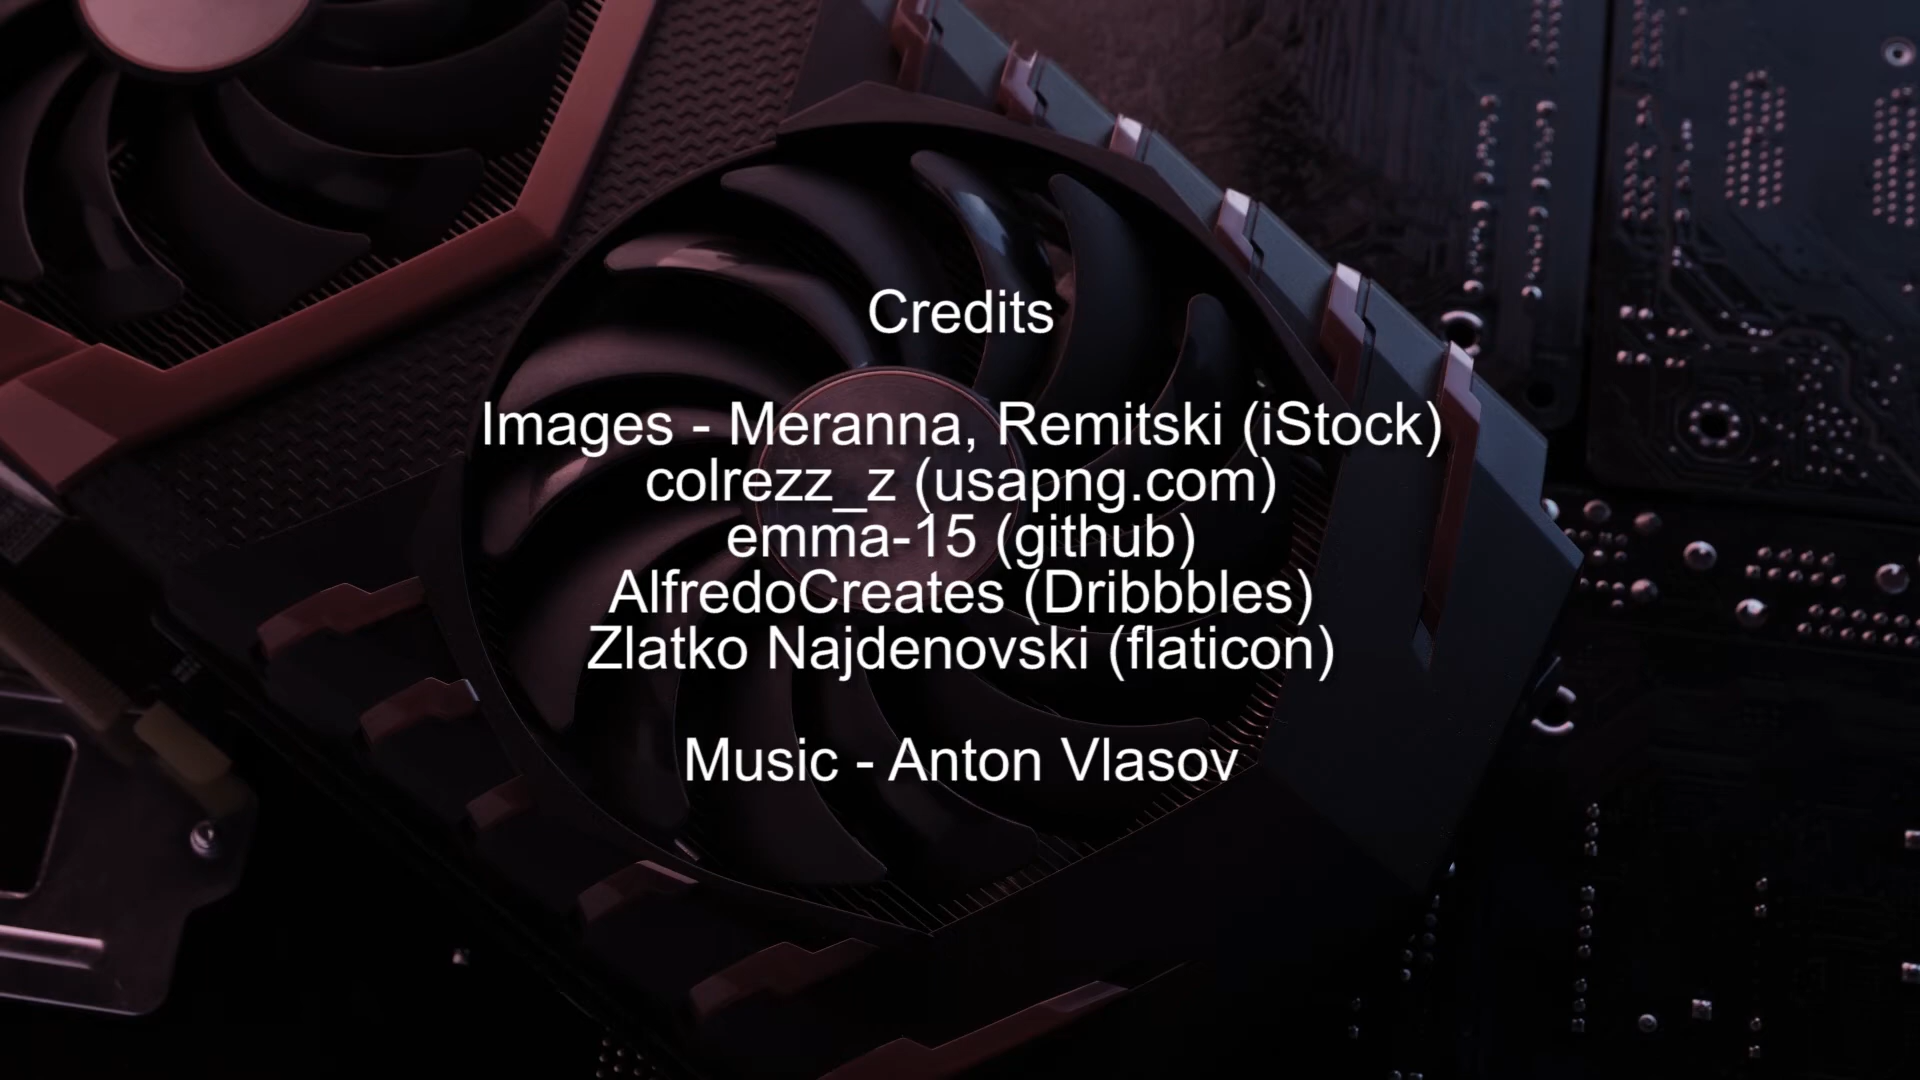 Credits
Images - Meranna, Remitski (iStock)
colrezz_z (usapng.com)
emma-15 (github)
AlfredoCreates (Dribbbles)
Zlatko Najdenovski (flaticon)
Music - Anton Vlasov